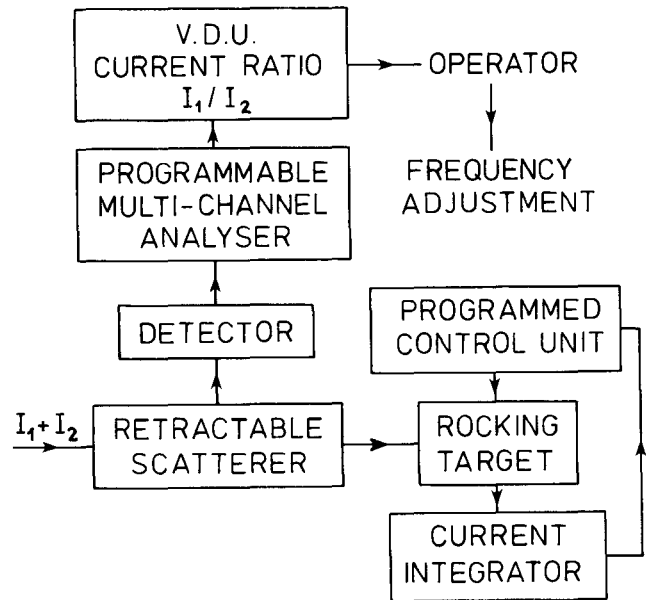 V.D.U.
CURRENT RATIO
I₁ / I₂
OPERATOR
FREQUENCY
ADJUSTMENT
PROGRAMMABLE
MULTI-CHANNEL
ANALYSER
DETECTOR
PROGRAMMED
CONTROL UNIT
I₁+I₂
RETRACTABLE
SCATTERER
ROCKING
TARGET
CURRENT
INTEGRATOR